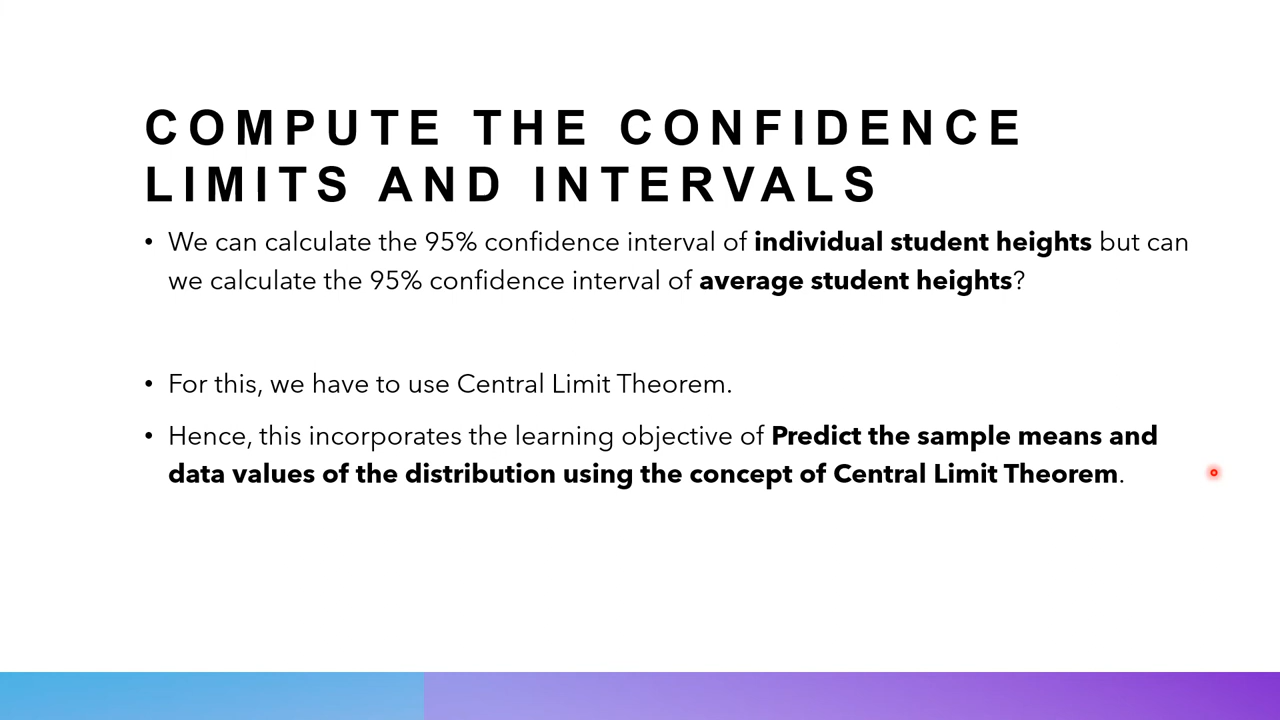 COMPUTE THE CONFIDENCE
LIMITS AND INTERVALS
• We can calculate the 95% confidence interval of individual student heights but can
we calculate the 95% confidence interval of average student heights?
• For this, we have to use Central Limit Theorem.
• Hence, this incorporates the learning objective of Predict the sample means and
data values of the distribution using the concept of Central Limit Theorem.